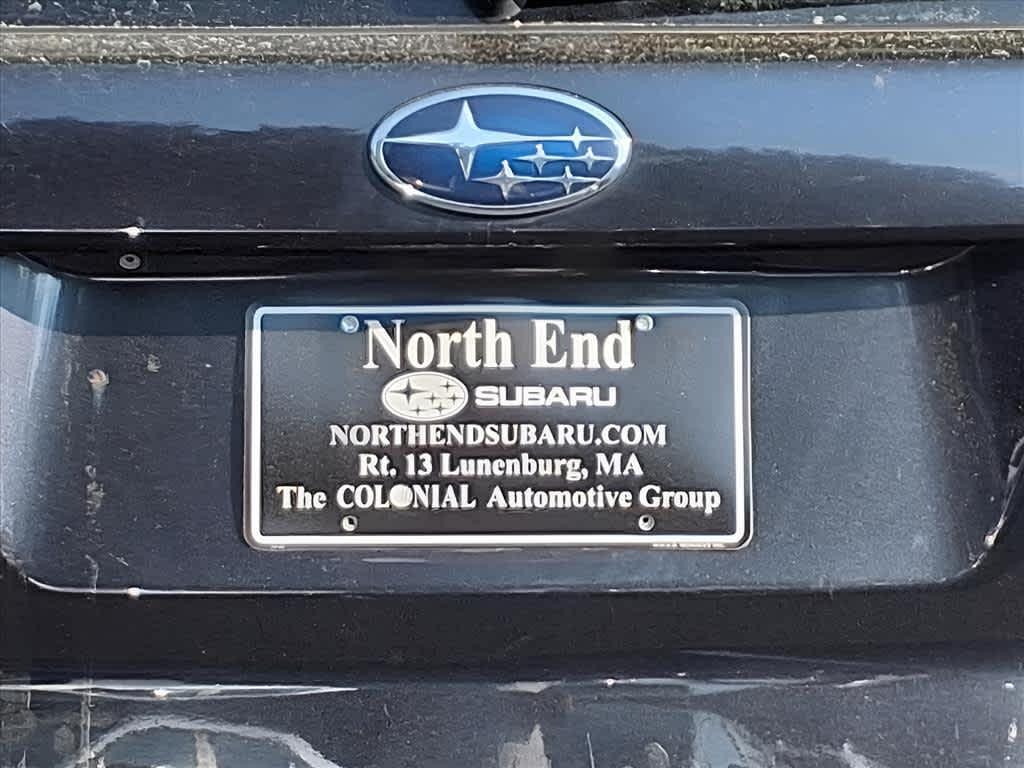 North End
SUBARU
NORTHENDSUBARU.COM
Rt. 13 Lunenburg, MA
The COLONIAL Automotive Group